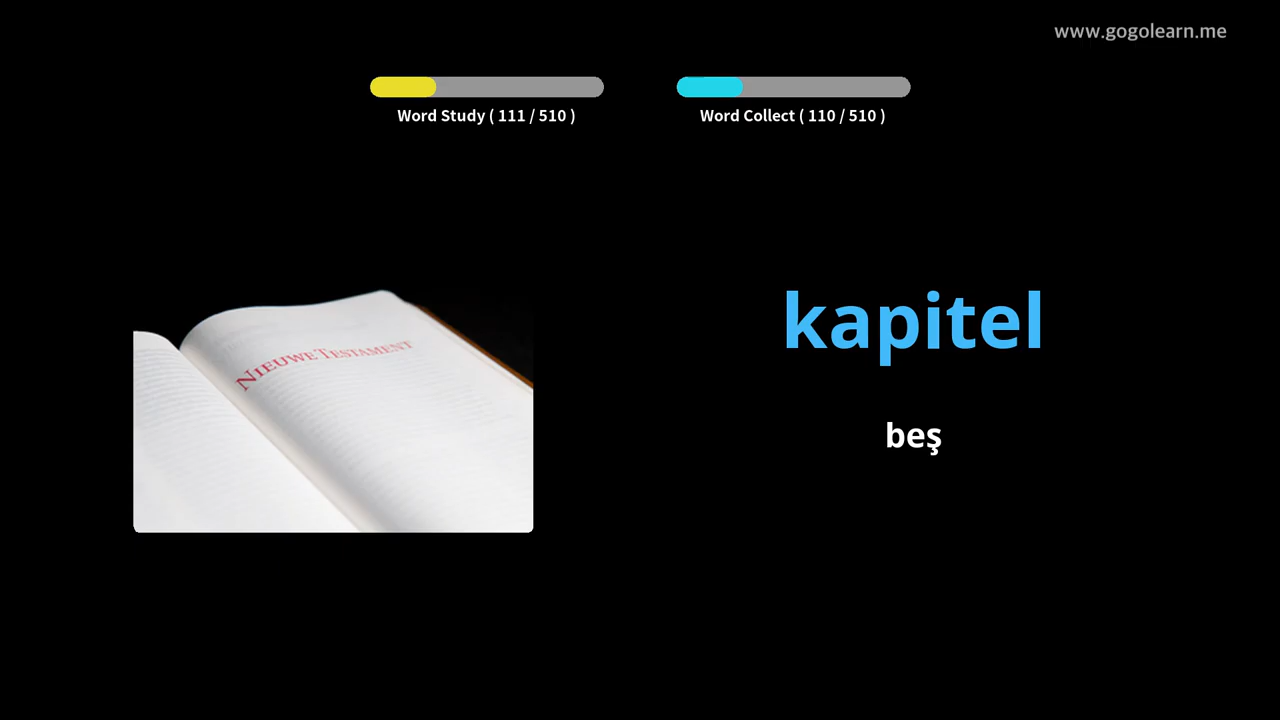 www.gogolearn.me
Word Study ( 111 / 510 )
Word Collect ( 110 / 510 )
NIEUWE TESTAMENT
kapitel
beş